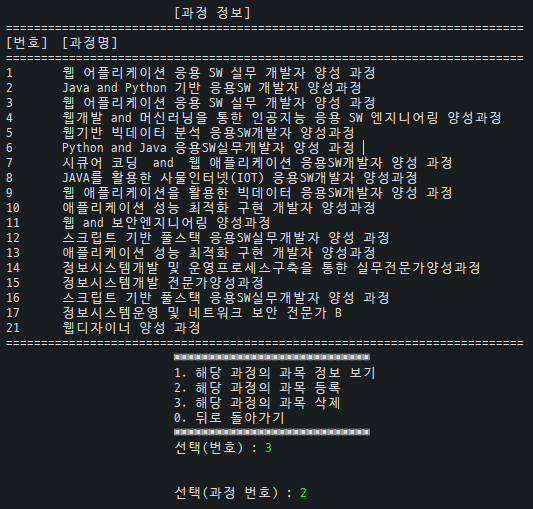 [과정 정보]
==========================================================================
[번호] [과정명]
==========================================================================
1 웹 어플리케이션 응용 SW 실무 개발자 양성 과정
2 Java and Python 기반 응용SW 개발자 양성과정
3 웹 어플리케이션 응용 SW 실무 개발자 양성 과정
4 웹개발 and 머신러닝을 통한 인공지능 응용 SW 엔지니어링 양성과정
5 웹기반 빅데이터 분석 응용SW개발자 양성과정
6 Python and Java 응용SW실무개발자 양성 과정
7 시큐어 코딩 and 웹 애플리케이션 응용SW개발자 양성 과정
8 JAVA를 활용한 사물인터넷(IOT) 응용SW개발자 양성과정
9 웹 애플리케이션을 활용한 빅데이터 응용SW개발자 양성 과정
10 애플리케이션 성능 최적화 구현 개발자 양성과정
11 웹 and 보안엔지니어링 양성과정
12 스크립트 기반 풀스택 응용SW실무개발자 양성 과정
13 애플리케이션 성능 최적화 구현 개발자 양성과정
14 정보시스템개발 및 운영프로세스구축을 통한 실무전문가양성과정
15 정보시스템개발 전문가양성과정
16 스크립트 기반 풀스택 응용SW실무개발자 양성 과정
17 정보시스템운영 및 네트워크 보안 전문가 B
21 웹디자이너 양성 과정
==========================================================================
1. 해당 과정의 과목 정보 보기
2. 해당 과정의 과목 등록
3. 해당 과정의 과목 삭제
0. 뒤로 돌아가기
선택(번호) : 3
선택(과정 번호) : 2